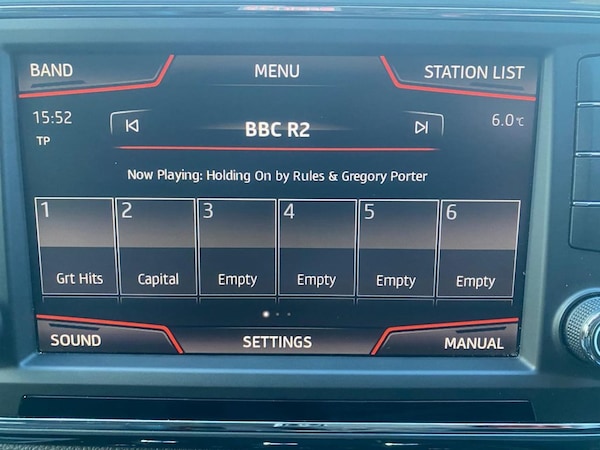 BAND MENU STATION LIST
15:52 BBC R2 6.0°C
TP
Now Playing: Holding On by Rules & Gregory Porter
1 2 3 4 5 6
Grt Hits Capital Empty Empty Empty Empty
SOUND SETTINGS MANUAL